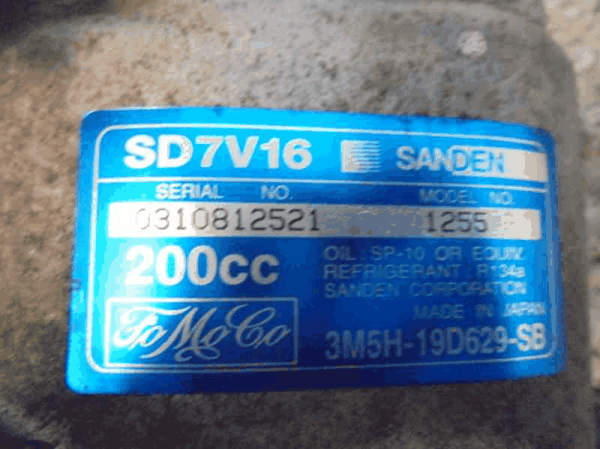 SD7V16 SANDEN
SERIAL NO. MODEL NO.
0310812521 1255
200cc
OIL : SP-10 OR EQUIV.
REFRIGERANT : R134a
SANDEN CORPORATION
MADE IN JAPAN
FoMoCo
3M5H-19D629-SB